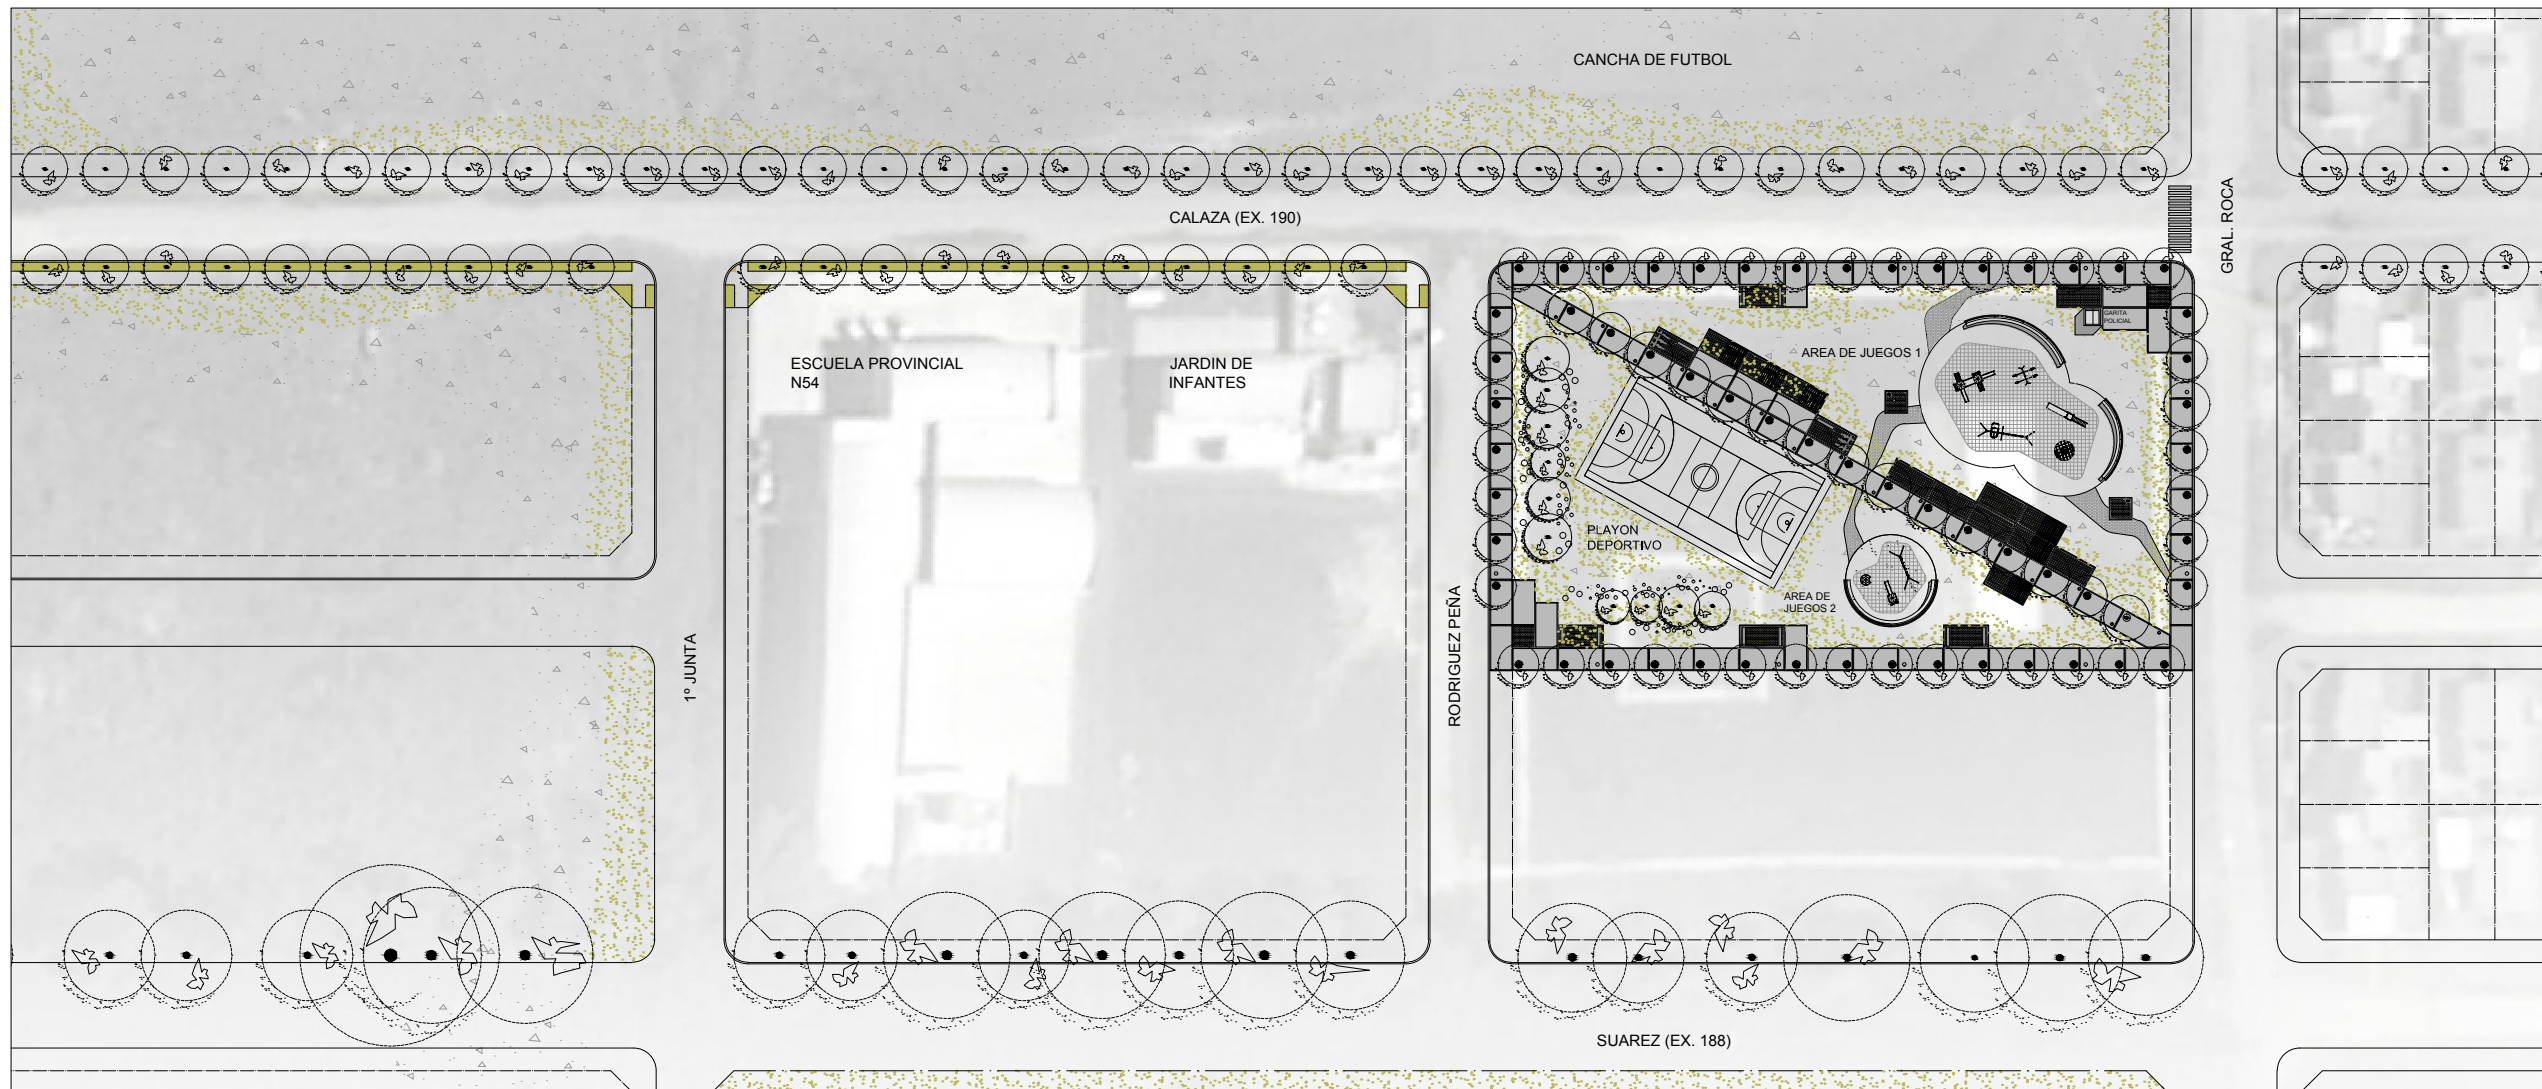 CANCHA DE FUTBOL
CALAZA (EX. 190)
GRAL. ROCA
GARITA
POLICIAL
ESCUELA PROVINCIAL
N54
JARDIN DE
INFANTES
AREA DE JUEGOS 1
PLAYON
DEPORTIVO
AREA DE
JUEGOS 2
1º JUNTA
RODRIGUEZ PEÑA
SUAREZ (EX. 188)